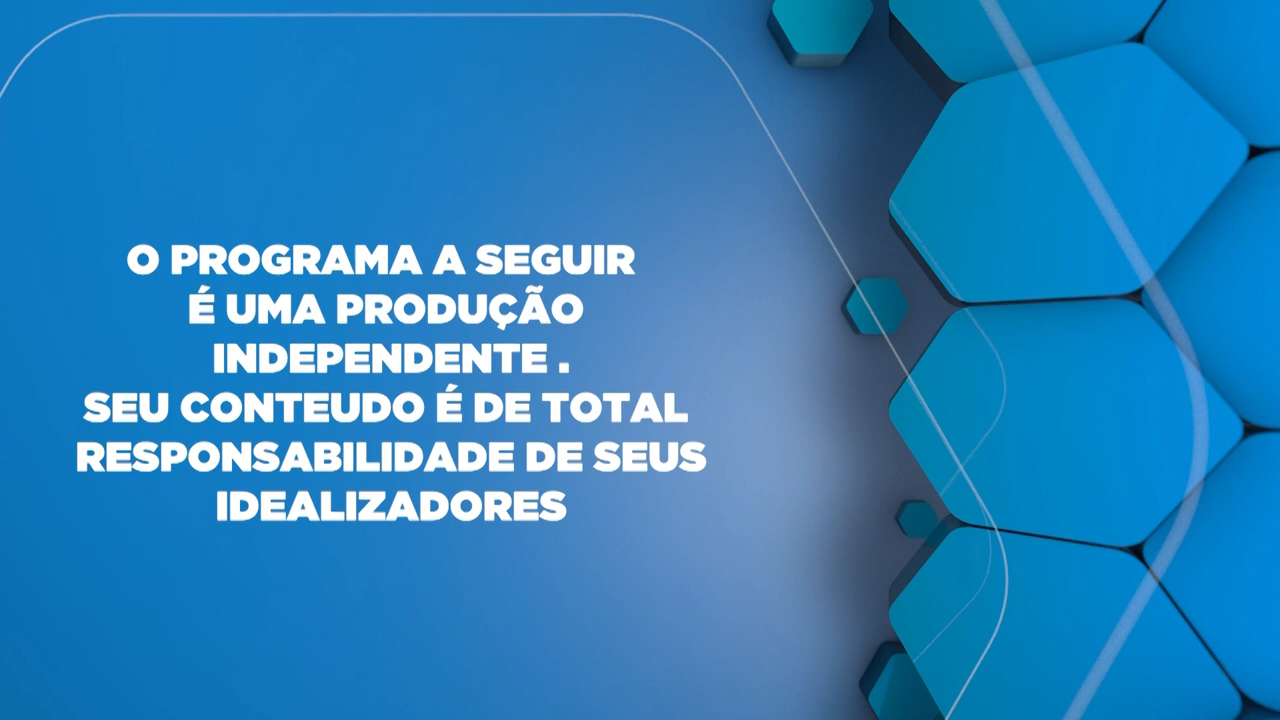 O PROGRAMA A SEGUIR
É UMA PRODUÇÃO
INDEPENDENTE .
SEU CONTEUDO É DE TOTAL
RESPONSABILIDADE DE SEUS
IDEALIZADORES